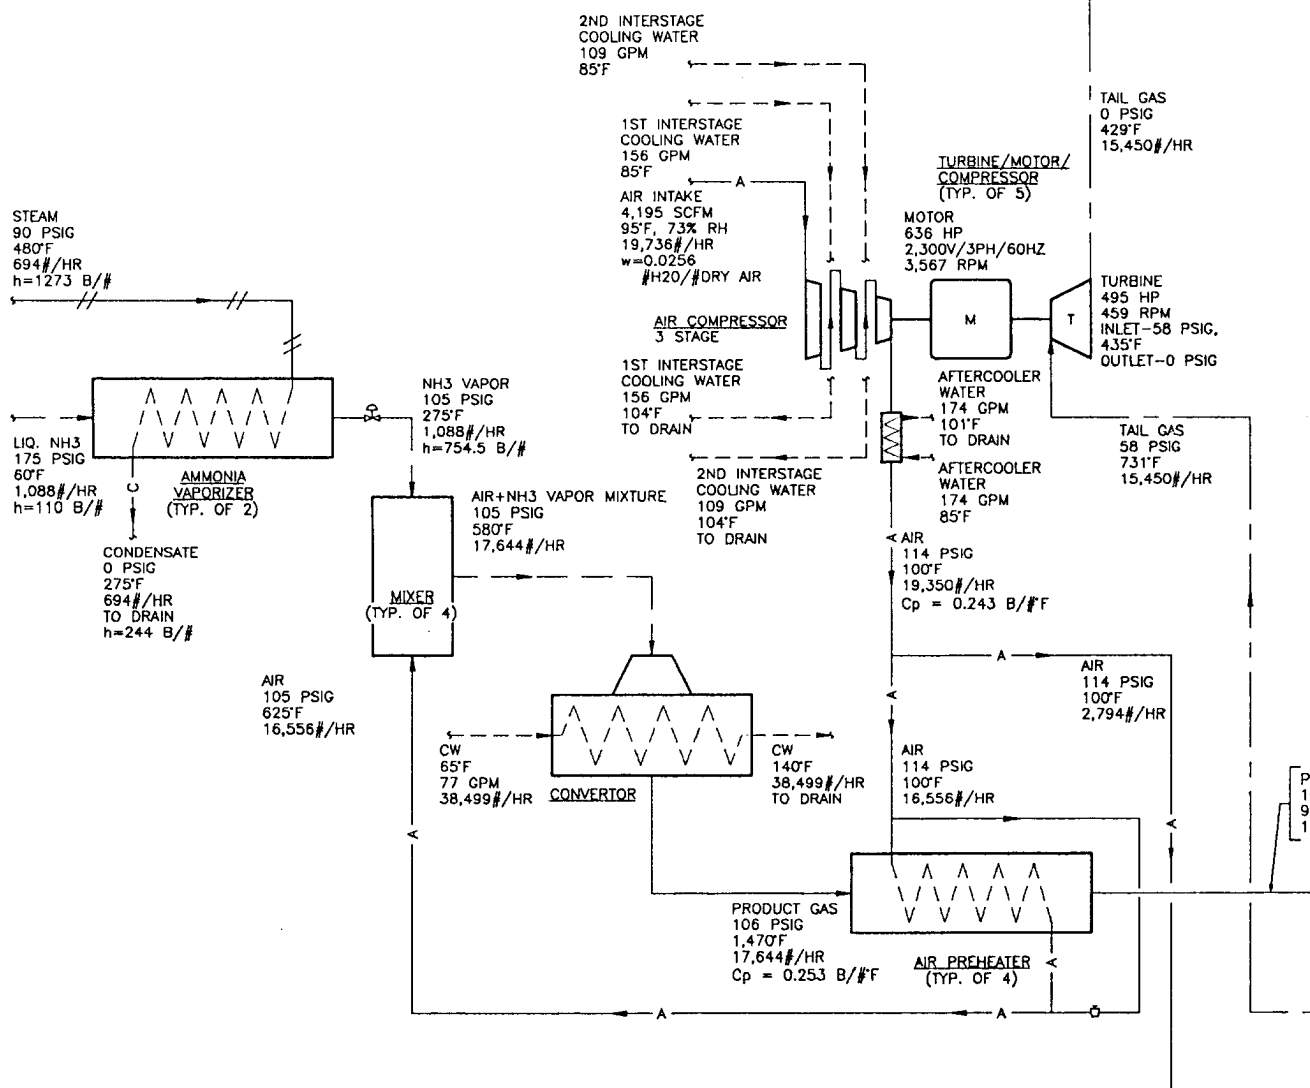 2ND INTERSTAGE
COOLING WATER
109 GPM
85°F
1ST INTERSTAGE
COOLING WATER
156 GPM
85°F
A
AIR INTAKE
4,195 SCFM
95°F, 73% RH
19,736#/HR
w=0.0256
#H20/#DRY AIR
TAIL GAS
0 PSIG
429°F
15,450#/HR
TURBINE/MOTOR/
COMPRESSOR
(TYP. OF 5)
MOTOR
636 HP
2,300V/3PH/60HZ
3,567 RPM
STEAM
90 PSIG
480°F
694#/HR
h=1273 B/#
AIR COMPRESSOR
3 STAGE
M
T
TURBINE
495 HP
459 RPM
INLET-58 PSIG,
435°F
OUTLET-0 PSIG
1ST INTERSTAGE
COOLING WATER
156 GPM
104°F
TO DRAIN
AFTERCOOLER
WATER
174 GPM
101°F
TO DRAIN
NH3 VAPOR
105 PSIG
275°F
1,088#/HR
h=754.5 B/#
LIQ. NH3
175 PSIG
60°F
1,088#/HR
h=110 B/#
AMMONIA
VAPORIZER
(TYP. OF 2)
C
TAIL GAS
58 PSIG
731°F
15,450#/HR
2ND INTERSTAGE
COOLING WATER
109 GPM
104°F
TO DRAIN
AFTERCOOLER
WATER
174 GPM
85°F
AIR+NH3 VAPOR MIXTURE
105 PSIG
580°F
17,644#/HR
CONDENSATE
0 PSIG
275°F
694#/HR
TO DRAIN
h=244 B/#
A
AIR
114 PSIG
100°F
19,350#/HR
Cp = 0.243 B/#°F
MIXER
(TYP. OF 4)
A
AIR
114 PSIG
100°F
2,794#/HR
AIR
105 PSIG
625°F
16,556#/HR
A
CW
65°F
77 GPM
38,499#/HR
CONVERTOR
CW
140°F
38,499#/HR
TO DRAIN
AIR
114 PSIG
100°F
16,556#/HR
P
1
9
1
A
A
PRODUCT GAS
106 PSIG
1,470°F
17,644#/HR
Cp = 0.253 B/#°F
AIR PREHEATER
(TYP. OF 4)
A
A
A